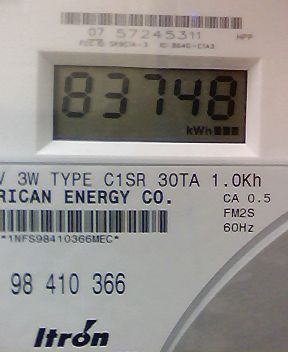 07 57245311
HPP
83748
kWh
V 3W TYPE C1SR 30TA 1.0Kh
RICAN ENERGY CO.
CA 0.5
FM2S
60Hz
*1NFS98410366MEC*
98 410 366
Itron